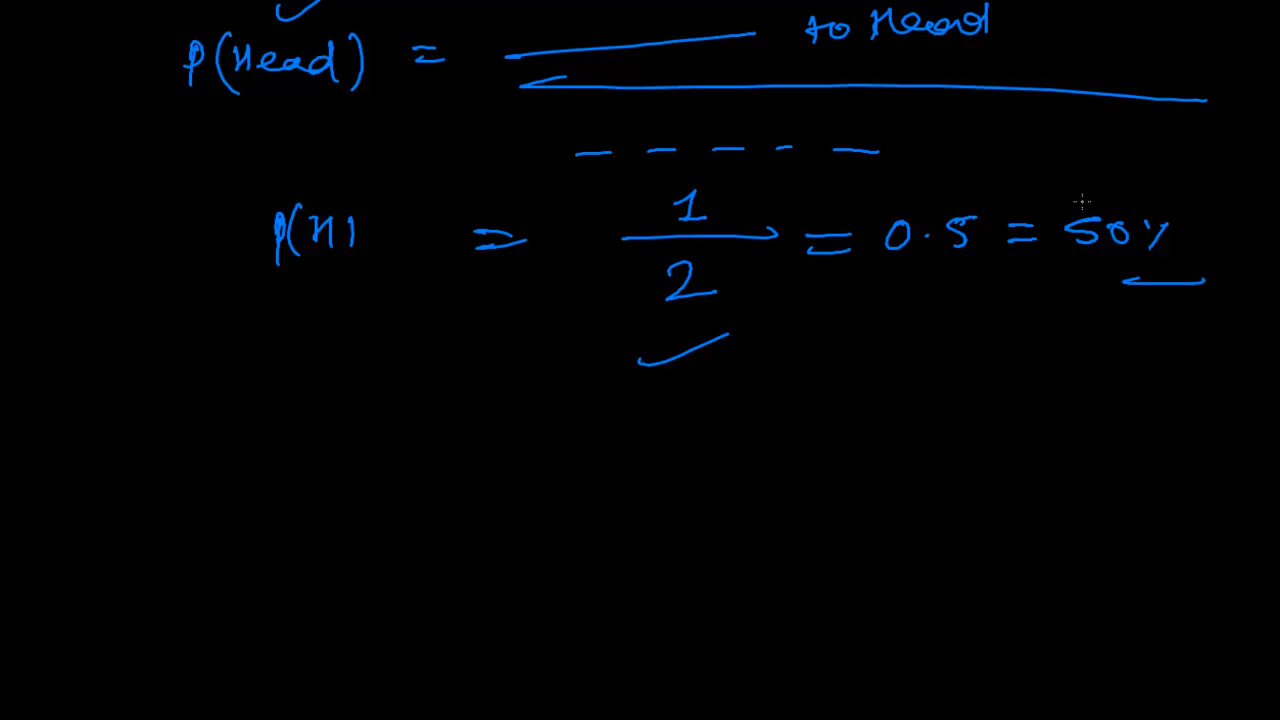 P(Head) = to Head
P(H) = 1/2 = 0.5 = 50%